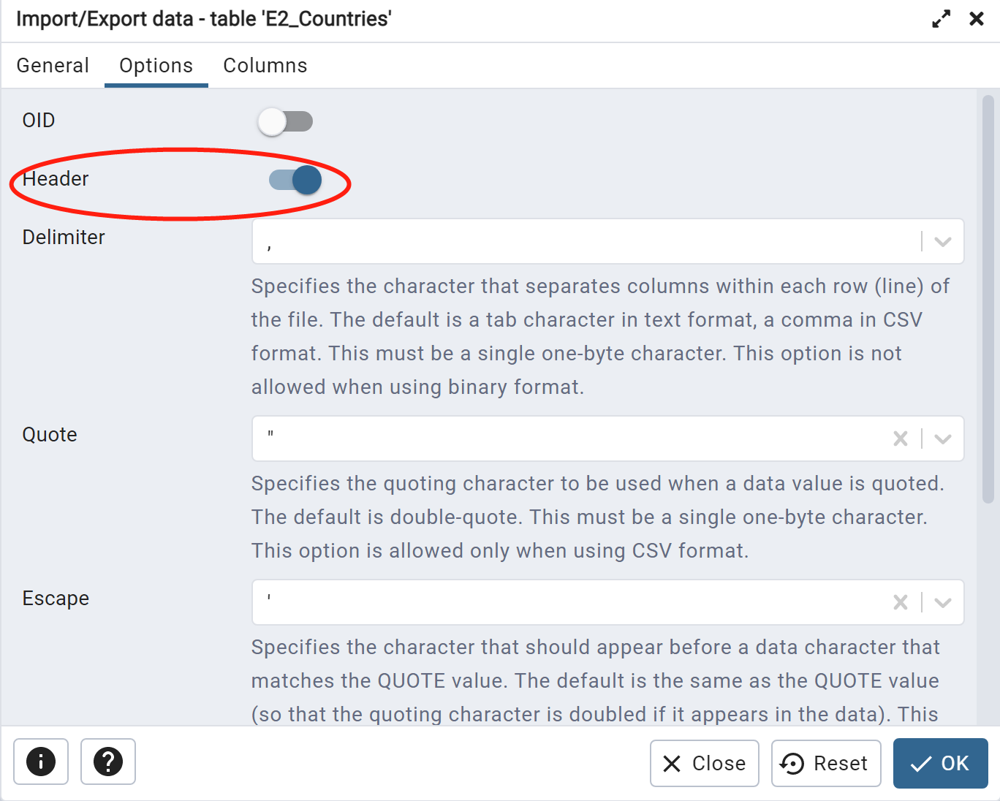 Import/Export data - table 'E2_Countries'
General Options Columns
OID
Header
Delimiter
,
Specifies the character that separates columns within each row (line) of
the file. The default is a tab character in text format, a comma in CSV
format. This must be a single one-byte character. This option is not
allowed when using binary format.
Quote
"
Specifies the quoting character to be used when a data value is quoted.
The default is double-quote. This must be a single one-byte character.
This option is allowed only when using CSV format.
Escape
'
Specifies the character that should appear before a data character that
matches the QUOTE value. The default is the same as the QUOTE value
(so that the quoting character is doubled if it appears in the data). This
Close Reset OK